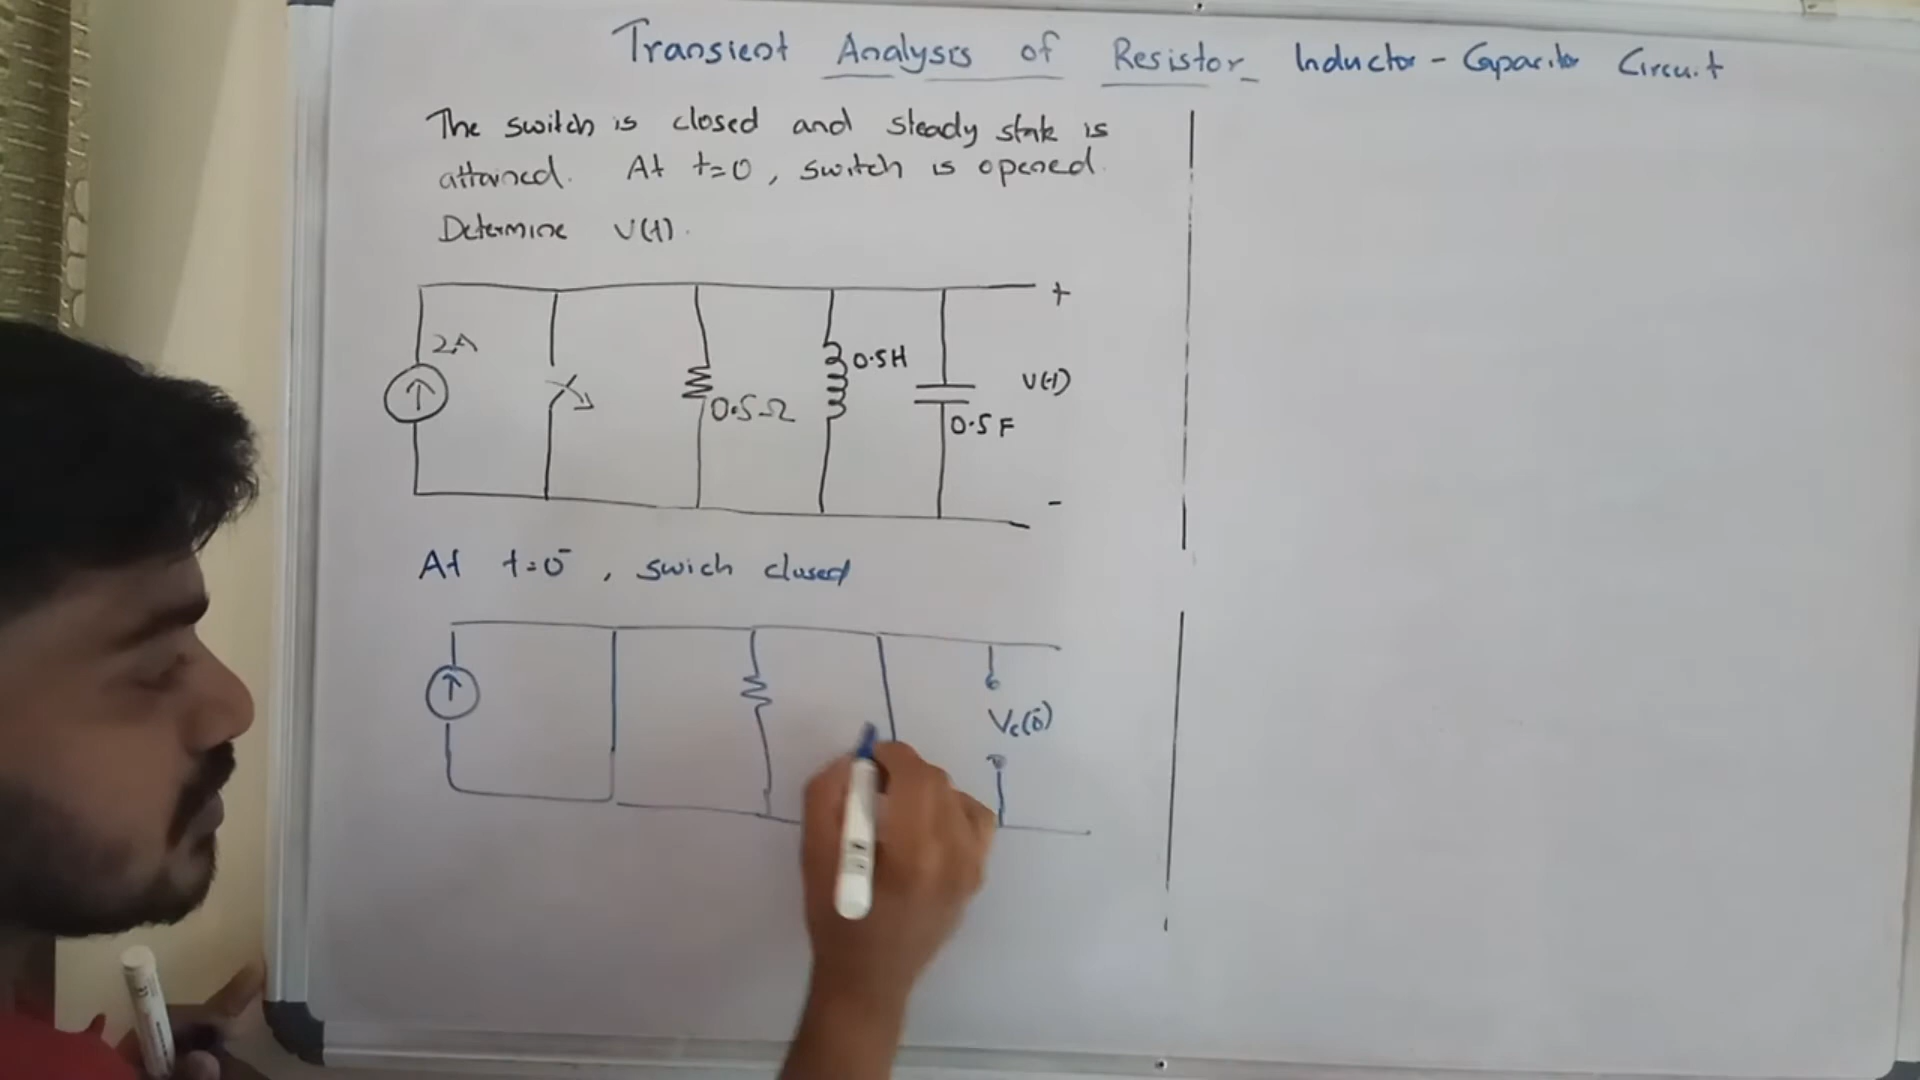 Transient Analysis of Resistor Inductor - Capacitor Circuit
The switch is closed and steady state is
attained. At t=0, switch is opened.
Determine V(t).
+
2A
0.5H
V(t)
0.5Ω
0.5F
-
At t=0⁻, swich closed
Vc(0⁻)